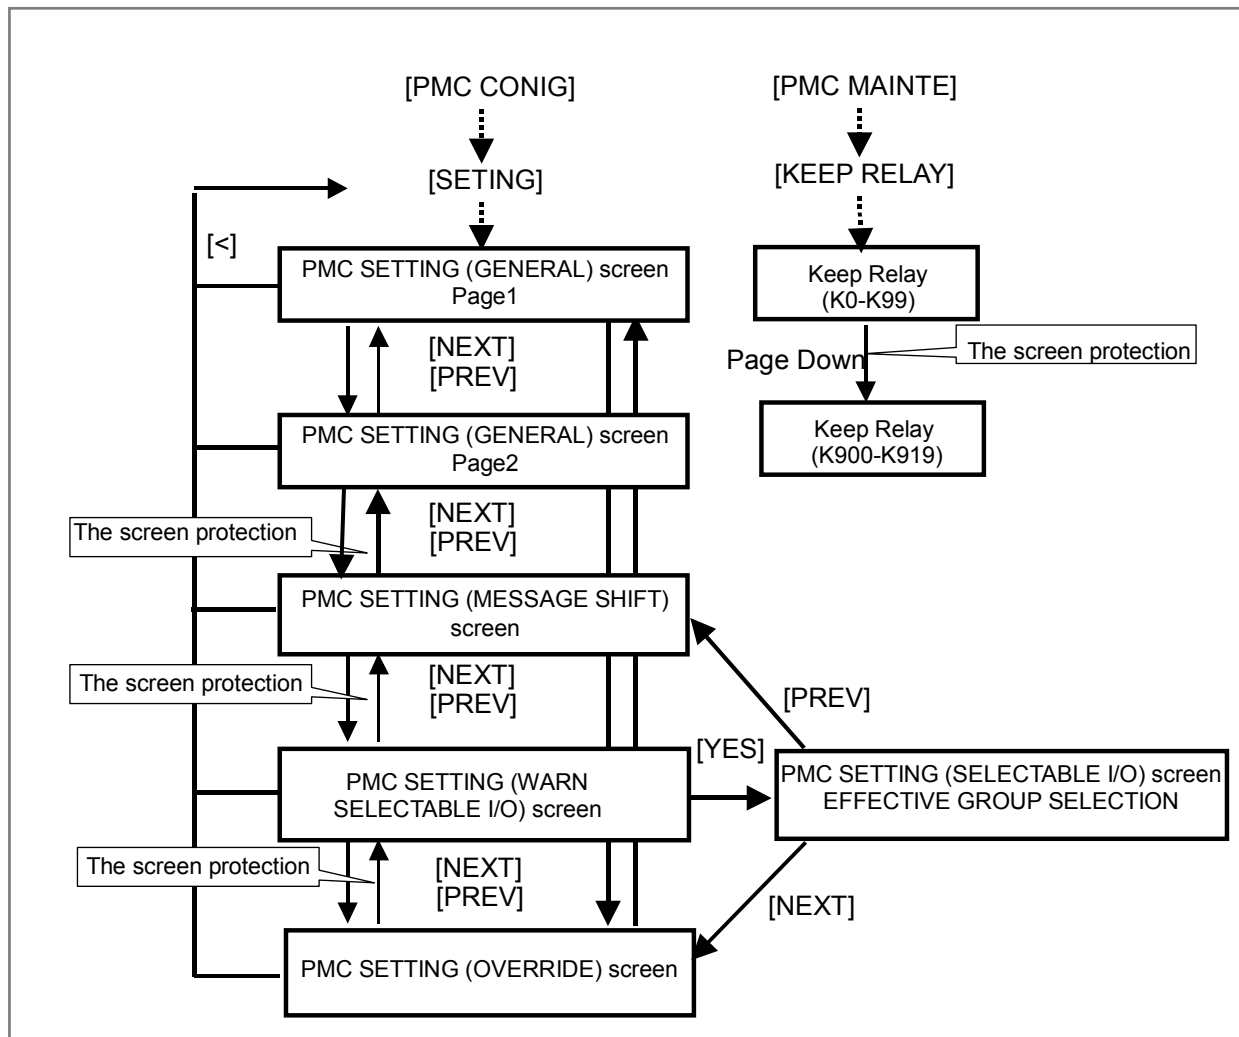 [PMC CONIG]
[SETING]
[<]
PMC SETTING (GENERAL) screen
Page1
[NEXT]
[PREV]
PMC SETTING (GENERAL) screen
Page2
The screen protection
[NEXT]
[PREV]
PMC SETTING (MESSAGE SHIFT)
screen
The screen protection
[NEXT]
[PREV]
PMC SETTING (WARN
SELECTABLE I/O) screen
The screen protection
[NEXT]
[PREV]
PMC SETTING (OVERRIDE) screen
[YES]
[PREV]
PMC SETTING (SELECTABLE I/O) screen
EFFECTIVE GROUP SELECTION
[NEXT]
[PMC MAINTE]
[KEEP RELAY]
Keep Relay
(K0-K99)
Page Down
The screen protection
Keep Relay
(K900-K919)